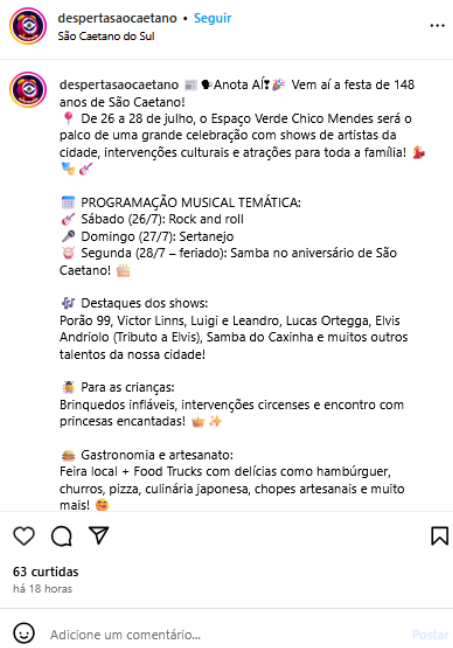 despertasaocaetano • Seguir
São Caetano do Sul
despertasaocaetano 📰🗣️Anota AÍ❣️🎉 Vem aí a festa de 148
anos de São Caetano!
📍 De 26 a 28 de julho, o Espaço Verde Chico Mendes será o
palco de uma grande celebração com shows de artistas da
cidade, intervenções culturais e atrações para toda a família! 💃
🎭🎸
🗓️ PROGRAMAÇÃO MUSICAL TEMÁTICA:
🎸 Sábado (26/7): Rock and roll
🎤 Domingo (27/7): Sertanejo
🥁 Segunda (28/7 – feriado): Samba no aniversário de São
Caetano! 🎂
🎶 Destaques dos shows:
Porão 99, Victor Linns, Luigi e Leandro, Lucas Ortegga, Elvis
Andriolo (Tributo a Elvis), Samba do Caxinha e muitos outros
talentos da nossa cidade!
👧 Para as crianças:
Brinquedos infláveis, intervenções circenses e encontro com
princesas encantadas! 👑✨
🍔 Gastronomia e artesanato:
Feira local + Food Trucks com delícias como hambúrguer,
churros, pizza, culinária japonesa, chopes artesanais e muito
mais! 😋
63 curtidas
há 18 horas
Adicione um comentário...
Postar